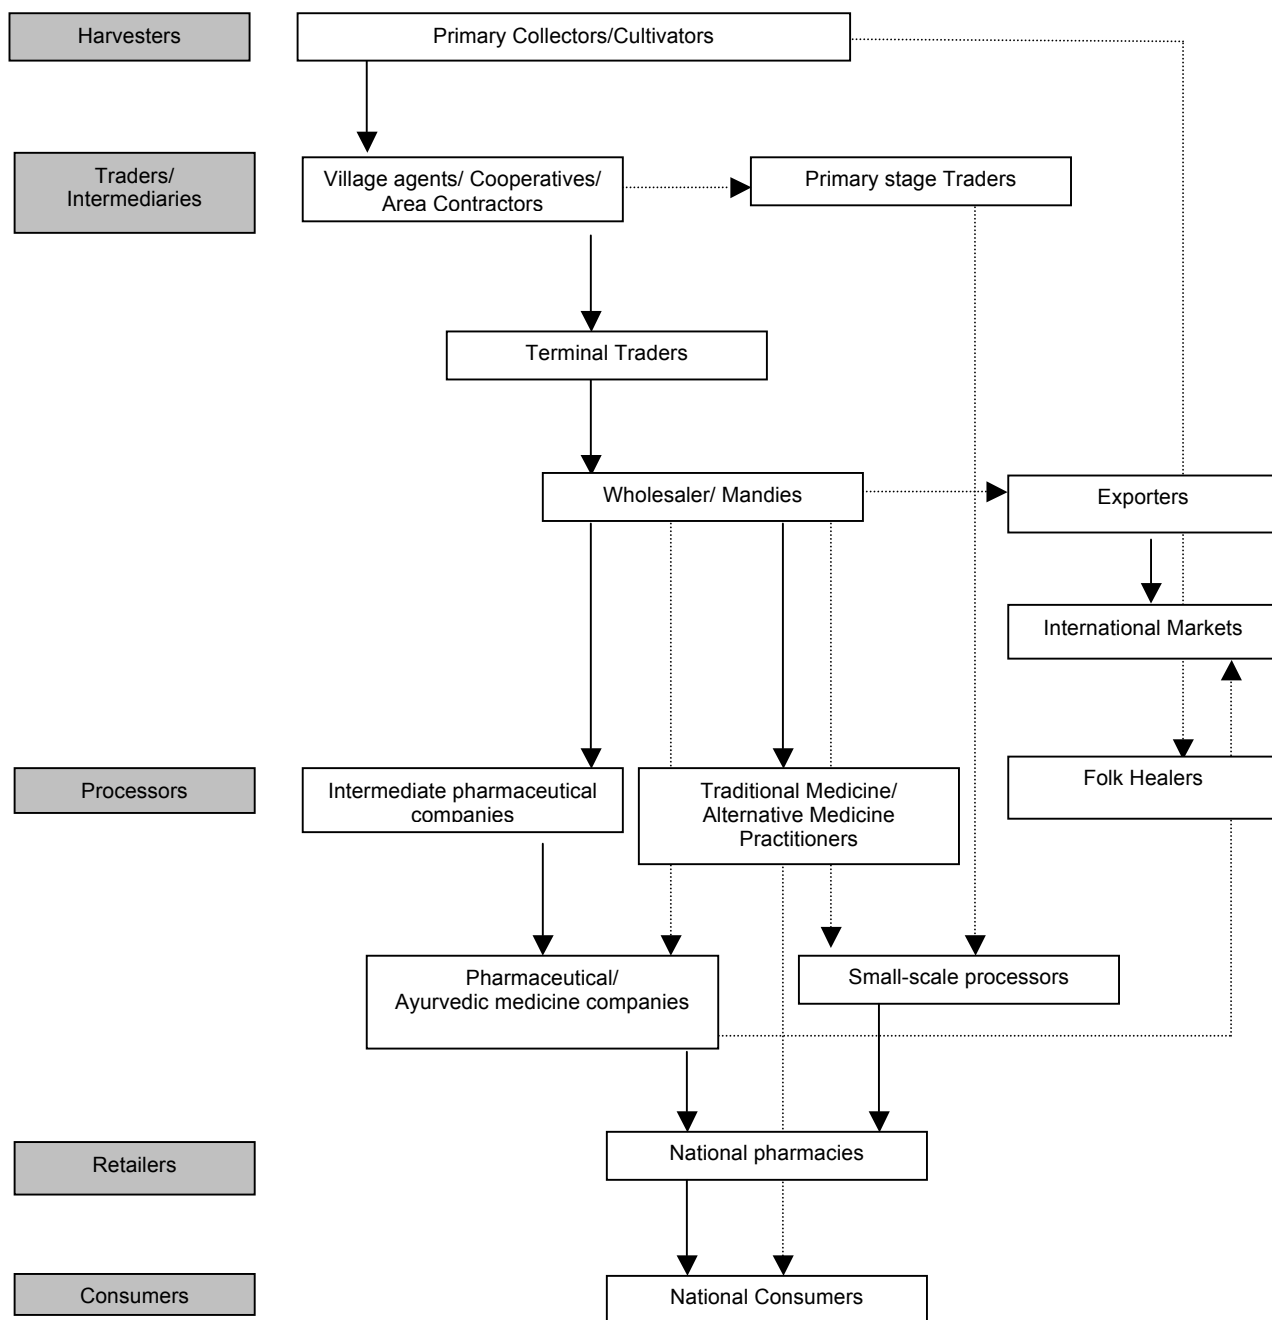 Harvesters
Primary Collectors/Cultivators
Traders/
Intermediaries
Village agents/ Cooperatives/
Area Contractors
Primary stage Traders
Terminal Traders
Wholesaler/ Mandies
Exporters
International Markets
Processors
Intermediate pharmaceutical
companies
Traditional Medicine/
Alternative Medicine
Practitioners
Folk Healers
Pharmaceutical/
Ayurvedic medicine companies
Small-scale processors
Retailers
National pharmacies
Consumers
National Consumers